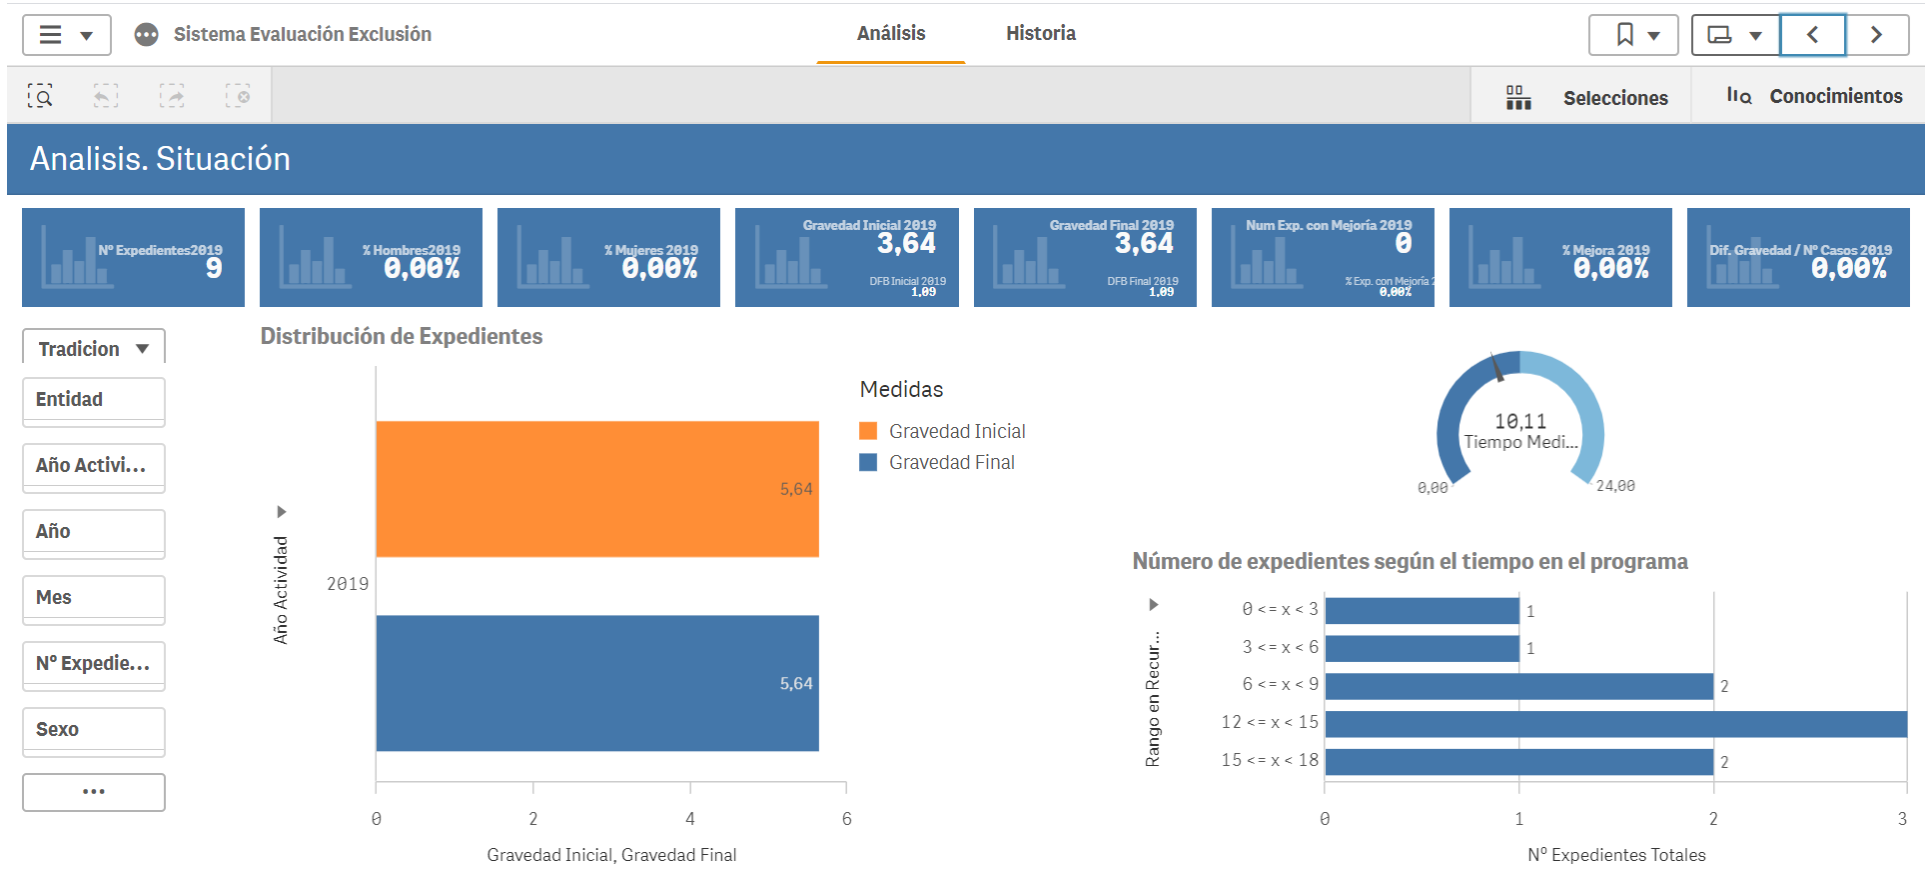 Sistema Evaluación Exclusión
Análisis
Historia
Selecciones
Conocimientos
Analisis. Situación
Nº Expedientes2019
9
% Hombres2019
0,00%
% Mujeres 2019
0,00%
Gravedad Inicial 2019
3,64
DFB Inicial 2019
1,09
Gravedad Final 2019
3,64
DFB Final 2019
1,09
Num Exp. con Mejoría 2019
0
% Exp. con Mejoría 2
0,00%
% Mejora 2019
0,00%
Dif. Gravedad / Nº Casos 2019
0,00%
Tradicion
Entidad
Año Activi...
Año
Mes
Nº Expedie...
Sexo
Distribución de Expedientes
Medidas
Gravedad Inicial
Gravedad Final
5,64
5,64
2019
Año Actividad
0 2 4 6
Gravedad Inicial, Gravedad Final
10,11
Tiempo Medi...
0,00
24,00
Número de expedientes según el tiempo en el programa
Rango en Recur...
0 <= x < 3 1
3 <= x < 6 1
6 <= x < 9 2
12 <= x < 15
15 <= x < 18 2
0 1 2 3
Nº Expedientes Totales